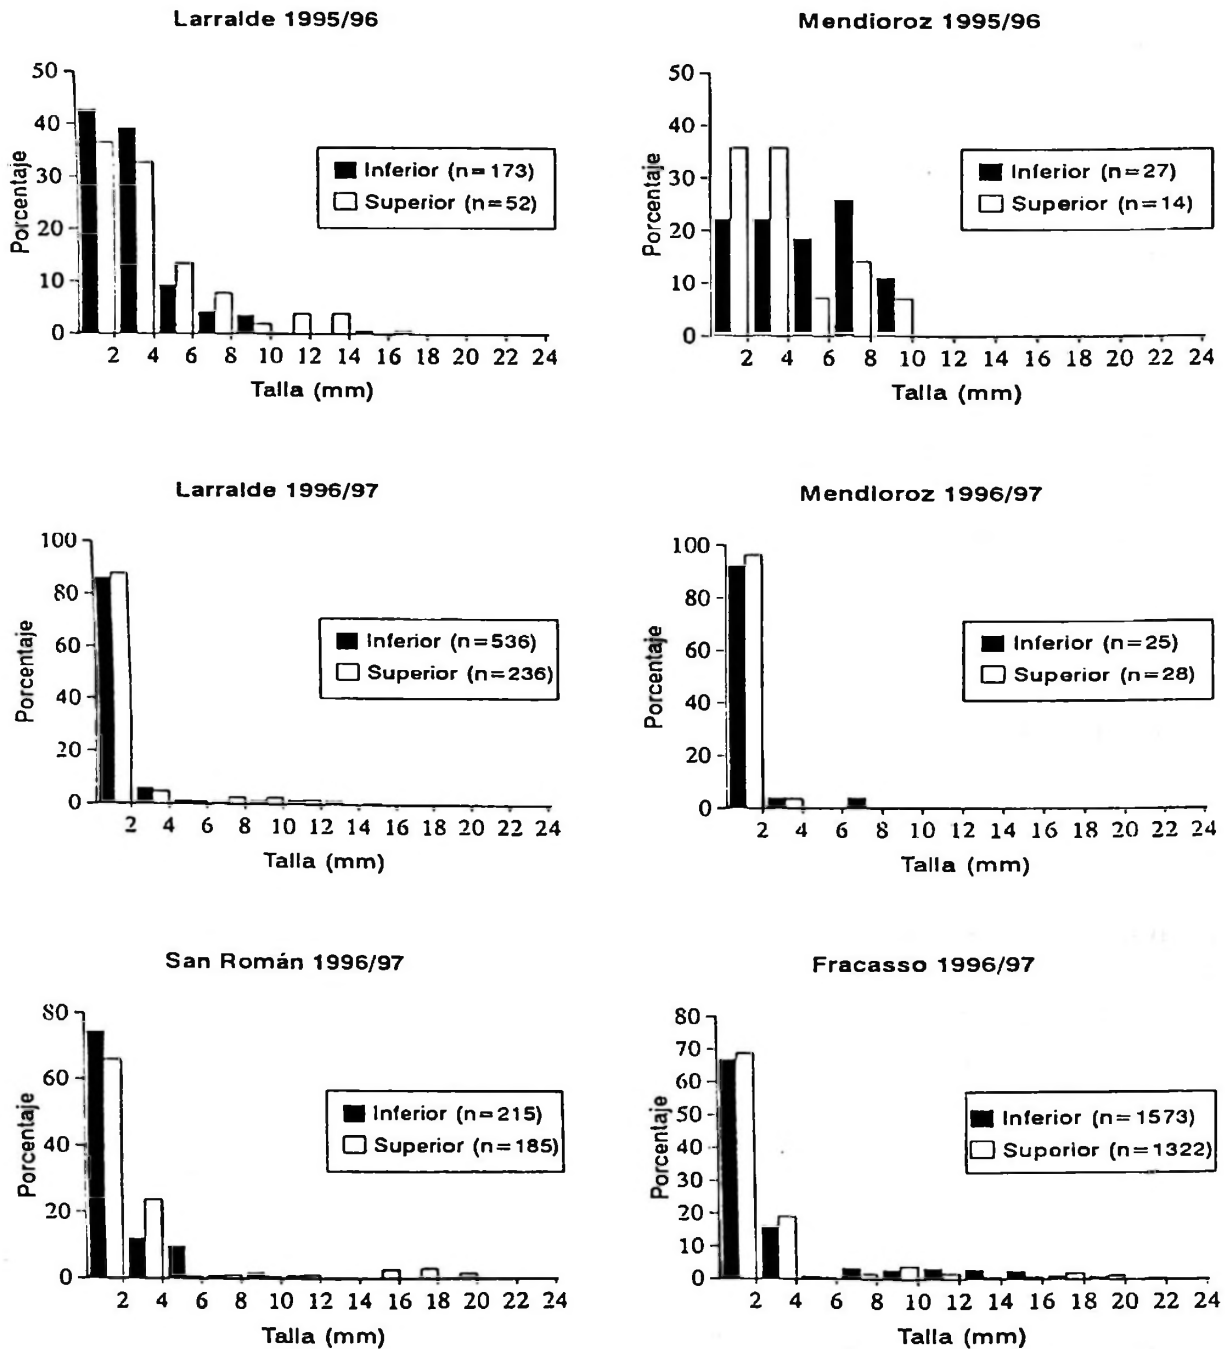 Larralde 1995/96
50
40
30
20
10
0
Porcentaje
Inferior (n=173)
Superior (n=52)
2 4 6 8 10 12 14 16 18 20 22 24
Talla (mm)
Mendioroz 1995/96
50
40
30
20
10
0
Porcentaje
Inferior (n=27)
Superior (n=14)
2 4 6 8 10 12 14 16 18 20 22 24
Talla (mm)
Larralde 1996/97
100
80
60
40
20
0
Porcentaje
Inferior (n=536)
Superior (n=236)
2 4 6 8 10 12 14 16 18 20 22 24
Talla (mm)
Mendioroz 1996/97
100
80
60
40
20
0
Porcentaje
Inferior (n=25)
Superior (n=28)
2 4 6 8 10 12 14 16 18 20 22 24
Talla (mm)
San Román 1996/97
80
60
40
20
0
Porcentaje
Inferior (n=215)
Superior (n=185)
2 4 6 8 10 12 14 16 18 20 22 24
Talla (mm)
Fracasso 1996/97
80
70
60
50
40
30
20
10
0
Porcentaje
Inferior (n=1573)
Superior (n=1322)
2 4 6 8 10 12 14 16 18 20 22 24
Talla (mm)